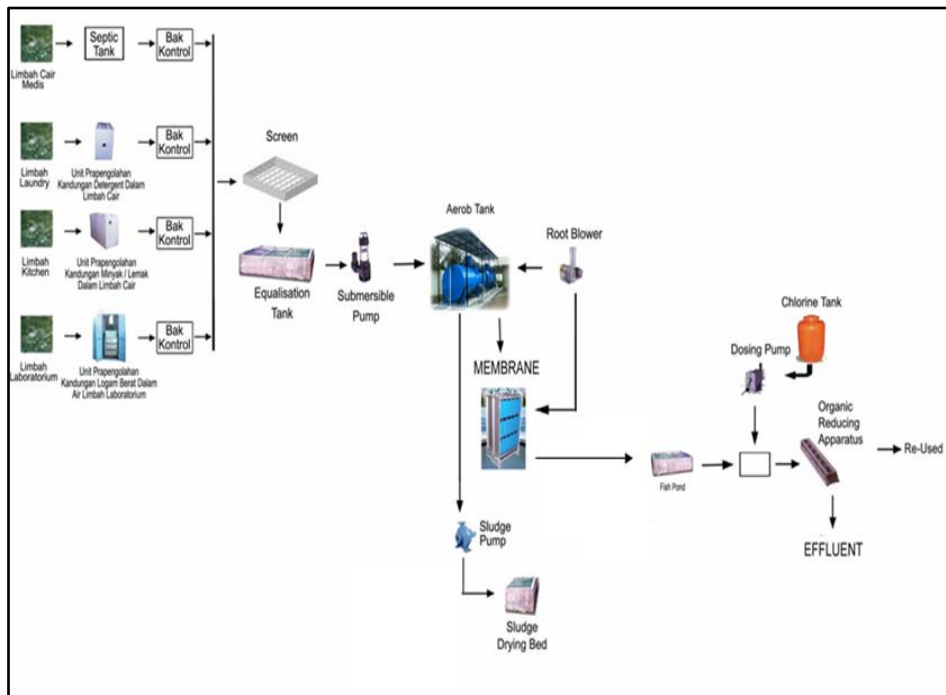 Limbah Cair
Medis
Septic
Tank
Bak
Kontrol
Limbah
Laundry
Unit Prapengolahan
Kandungan Detergent Dalam
Limbah Cair
Bak
Kontrol
Limbah
Kitchen
Unit Prapengolahan
Kandungan Minyak / Lemak
Dalam Limbah Cair
Bak
Kontrol
Limbah
Laboratorium
Unit Prapengolahan
Kandungan Logam Berat Dalam
Air Limbah Laboratorium
Bak
Kontrol
Screen
Equalisation
Tank
Submersible
Pump
Aerob Tank
Root Blower
MEMBRANE
Sludge
Pump
Sludge
Drying Bed
Fish Pond
Chlorine Tank
Dosing Pump
Organic
Reducing
Apparatus
Re-Used
EFFLUENT